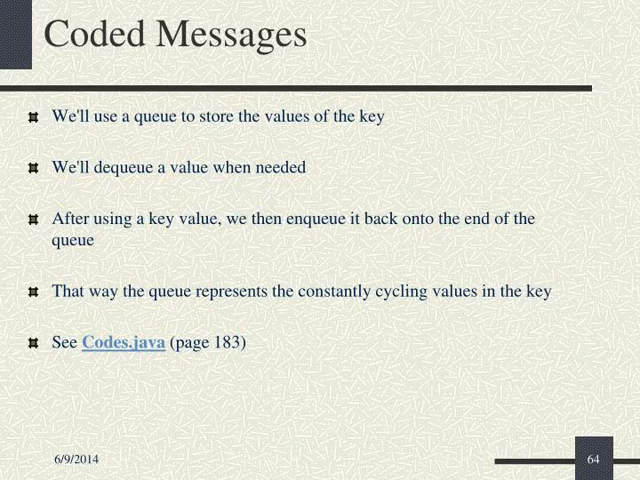 Coded Messages
We'll use a queue to store the values of the key
We'll dequeue a value when needed
After using a key value, we then enqueue it back onto the end of the
queue
That way the queue represents the constantly cycling values in the key
See Codes.java (page 183)
6/9/2014
64